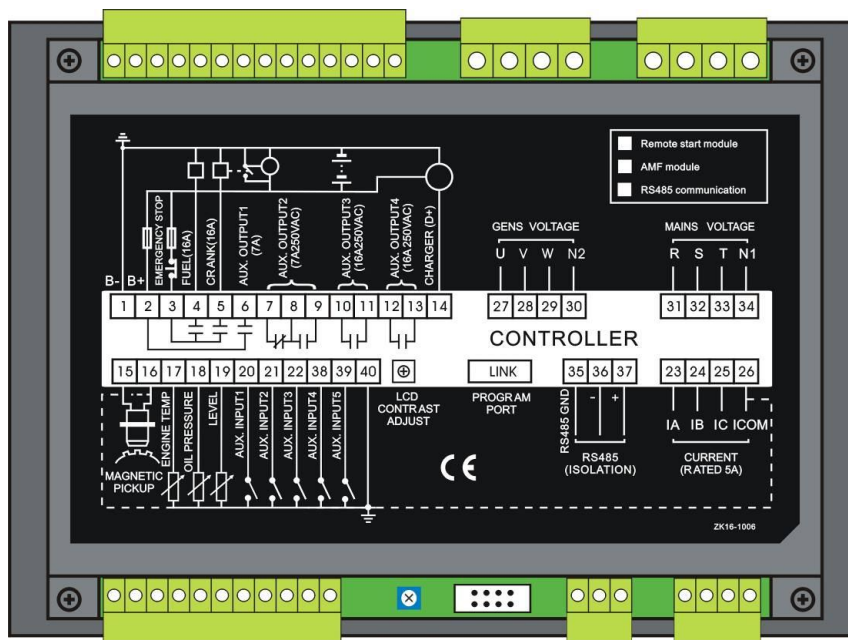 Remote start module
AMF module
RS485 communication
EMERGENCY STOP
FUEL(16A)
CRANK(16A)
AUX. OUTPUT1
(7A)
AUX. OUTPUT2
(7A250VAC)
AUX. OUTPUT3
(16A250VAC)
AUX. OUTPUT4
(16A250VAC)
CHARGER (D+)
GENS VOLTAGE
U V W N2
MAINS VOLTAGE
R S T N1
B- B+
1 2 3 4 5 6 7 8 9 10 11 12 13 14
27 28 29 30
31 32 33 34
CONTROLLER
15 16 17 18 19 20 21 22 38 39 40
LINK
35 36 37
23 24 25 26
MAGNETIC
PICKUP
ENGINE TEMP
OIL PRESSURE
LEVEL
AUX. INPUT1
AUX. INPUT2
AUX. INPUT3
AUX. INPUT4
AUX. INPUT5
LCD
CONTRAST
ADJUST
PROGRAM
PORT
RS485 GND
- +
RS485
(ISOLATION)
IA IB IC ICOM
CURRENT
(RATED 5A)
CE
ZK16-1006